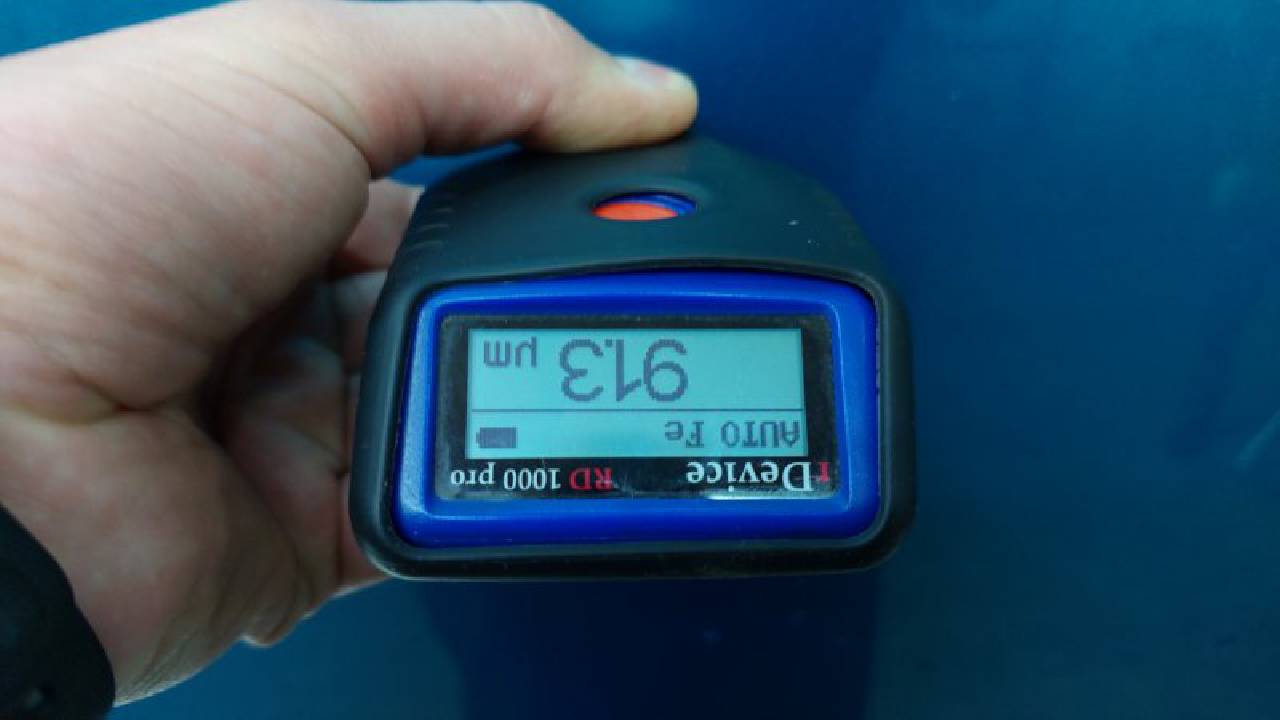 rDevice RD 1000 pro
AUTO Fe
91.3 µm